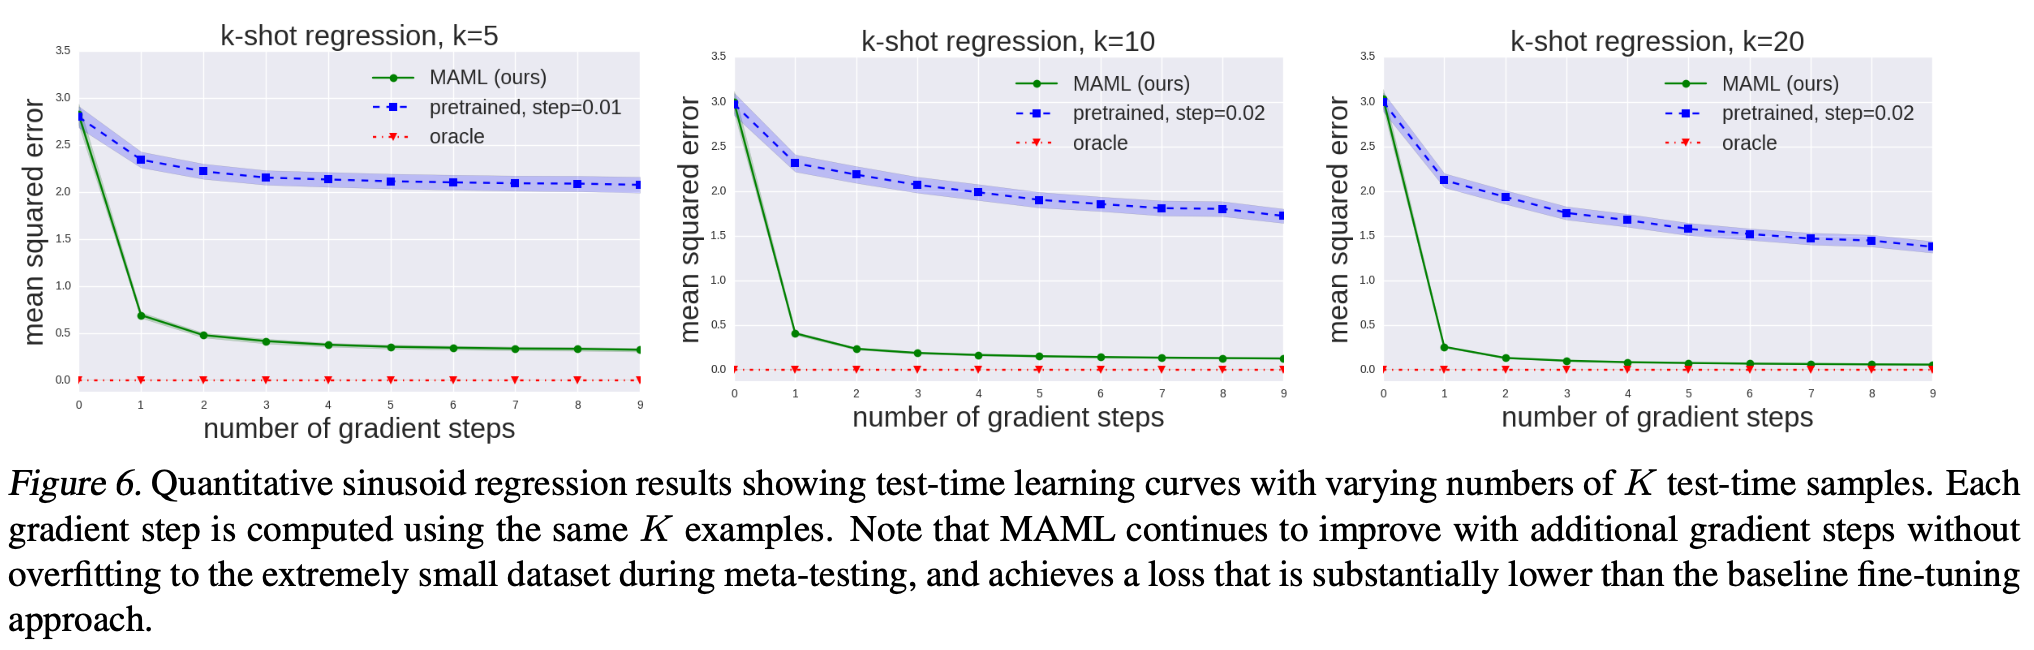 k-shot regression, k=5
3.5
3.0
2.5
2.0
1.5
1.0
0.5
0.0
mean squared error
MAML (ours)
pretrained, step=0.01
oracle
0 1 2 3 4 5 6 7 8 9
number of gradient steps
k-shot regression, k=10
3.5
3.0
2.5
2.0
1.5
1.0
0.5
0.0
mean squared error
MAML (ours)
pretrained, step=0.02
oracle
0 1 2 3 4 5 6 7 8 9
number of gradient steps
k-shot regression, k=20
3.5
3.0
2.5
2.0
1.5
1.0
0.5
0.0
mean squared error
MAML (ours)
pretrained, step=0.02
oracle
0 1 2 3 4 5 6 7 8 9
number of gradient steps
Figure 6. Quantitative sinusoid regression results showing test-time learning curves with varying numbers of K test-time samples. Each
gradient step is computed using the same K examples. Note that MAML continues to improve with additional gradient steps without
overfitting to the extremely small dataset during meta-testing, and achieves a loss that is substantially lower than the baseline fine-tuning
approach.